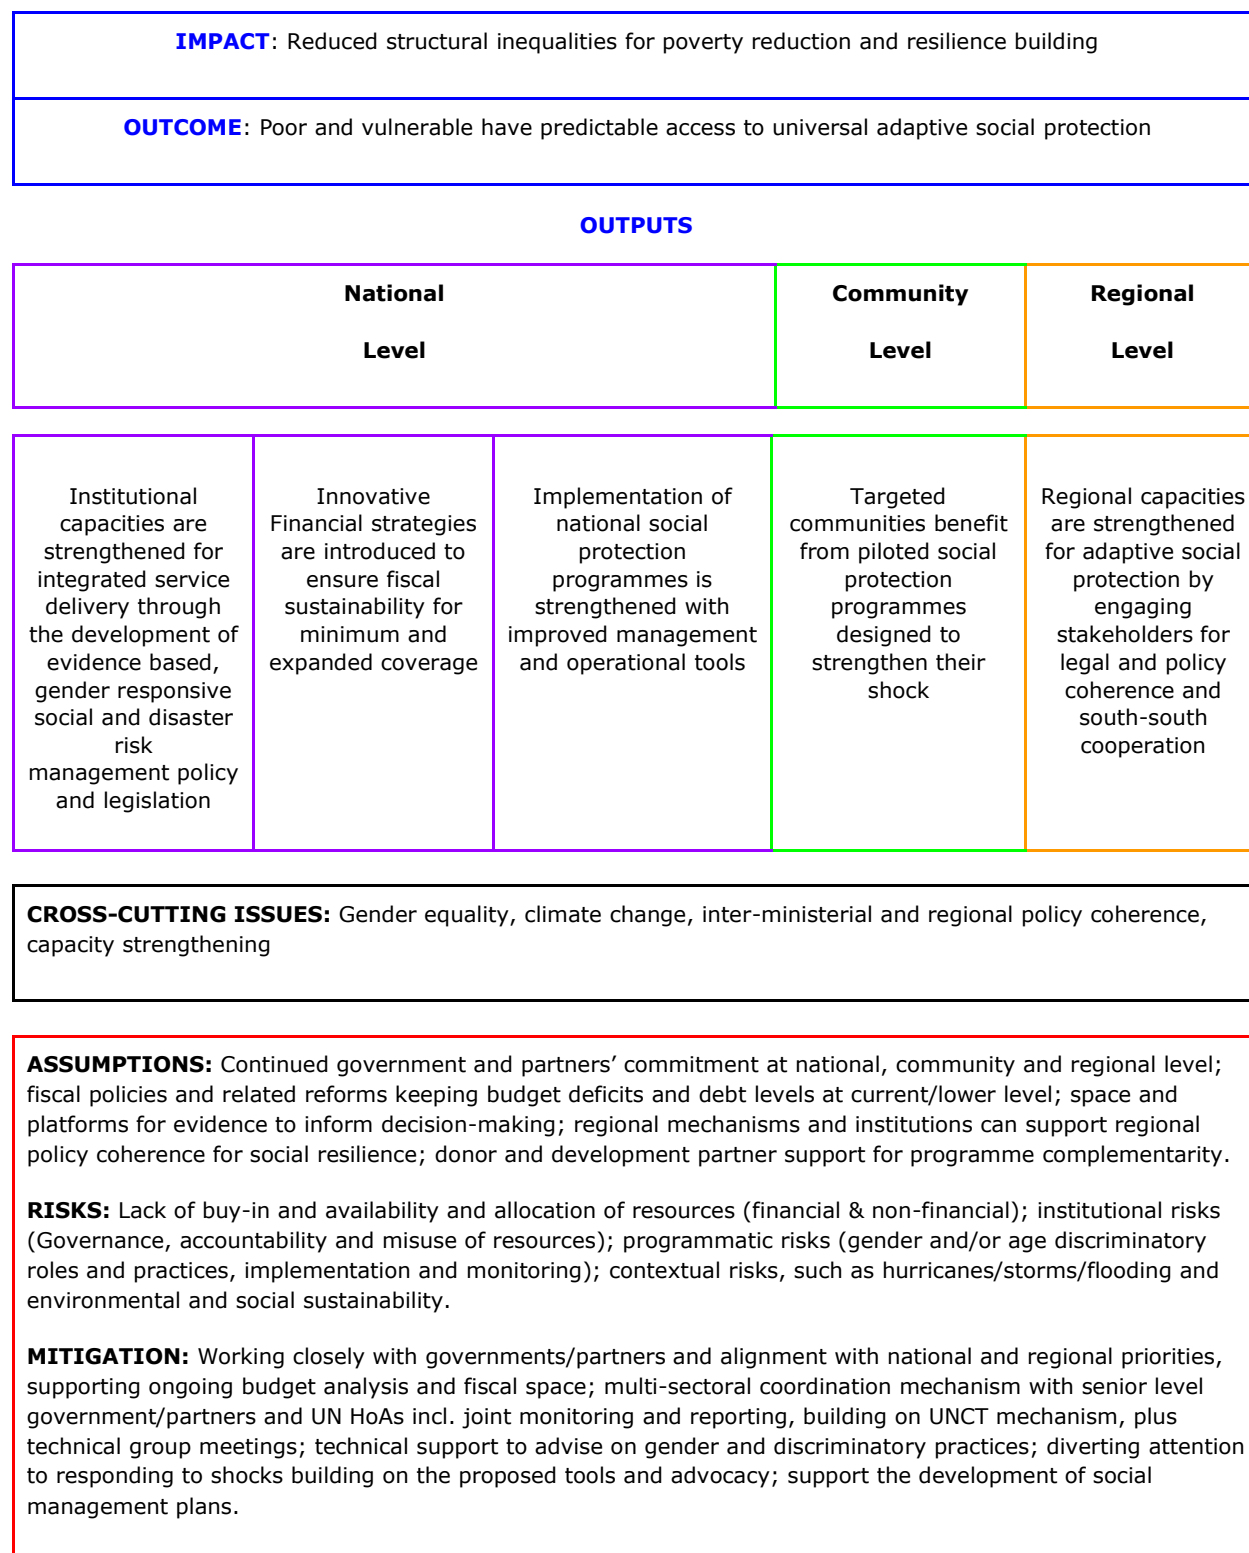 IMPACT: Reduced structural inequalities for poverty reduction and resilience building
OUTCOME: Poor and vulnerable have predictable access to universal adaptive social protection
OUTPUTS
National
Level
Community
Level
Regional
Level
Institutional
capacities are
strengthened for
integrated service
delivery through
the development of
evidence based,
gender responsive
social and disaster
risk
management policy
and legislation
Innovative
Financial strategies
are introduced to
ensure fiscal
sustainability for
minimum and
expanded coverage
Implementation of
national social
protection
programmes is
strengthened with
improved management
and operational tools
Targeted
communities benefit
from piloted social
protection
programmes
designed to
strengthen their
shock
Regional capacities
are strengthened
for adaptive social
protection by
engaging
stakeholders for
legal and policy
coherence and
south-south
cooperation
CROSS-CUTTING ISSUES: Gender equality, climate change, inter-ministerial and regional policy coherence,
capacity strengthening
ASSUMPTIONS: Continued government and partners’ commitment at national, community and regional level;
fiscal policies and related reforms keeping budget deficits and debt levels at current/lower level; space and
platforms for evidence to inform decision-making; regional mechanisms and institutions can support regional
policy coherence for social resilience; donor and development partner support for programme complementarity.
RISKS: Lack of buy-in and availability and allocation of resources (financial & non-financial); institutional risks
(Governance, accountability and misuse of resources); programmatic risks (gender and/or age discriminatory
roles and practices, implementation and monitoring); contextual risks, such as hurricanes/storms/flooding and
environmental and social sustainability.
MITIGATION: Working closely with governments/partners and alignment with national and regional priorities,
supporting ongoing budget analysis and fiscal space; multi-sectoral coordination mechanism with senior level
government/partners and UN HoAs incl. joint monitoring and reporting, building on UNCT mechanism, plus
technical group meetings; technical support to advise on gender and discriminatory practices; diverting attention
to responding to shocks building on the proposed tools and advocacy; support the development of social
management plans.